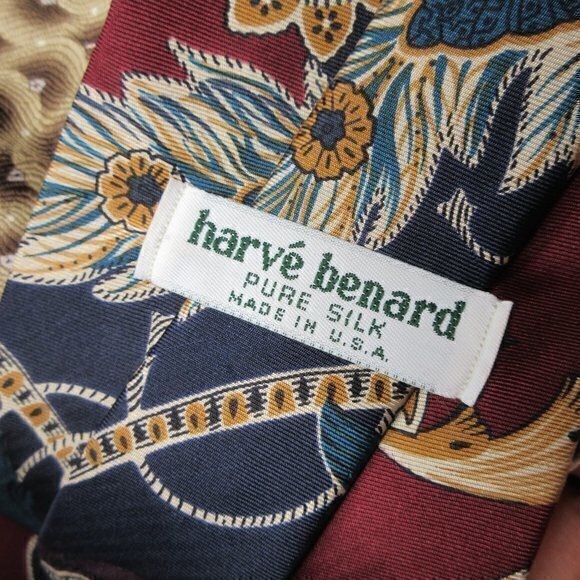 harvé benard
PURE SILK
MADE IN U.S.A.